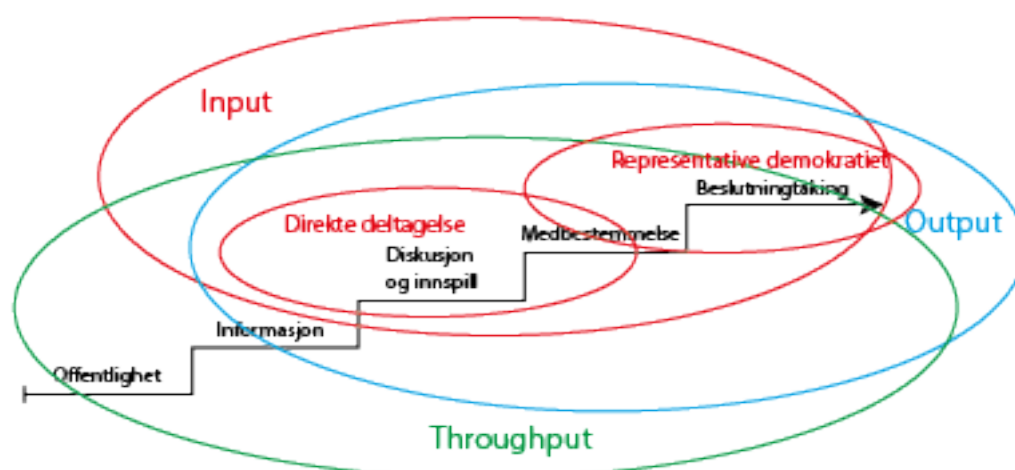 Input
Representative demokratiet
Beslutningtaking
Direkte deltagelse
Output
Medbestemmelse
Diskusjon
og innspill
Informasjon
Offentlighet
Throughput